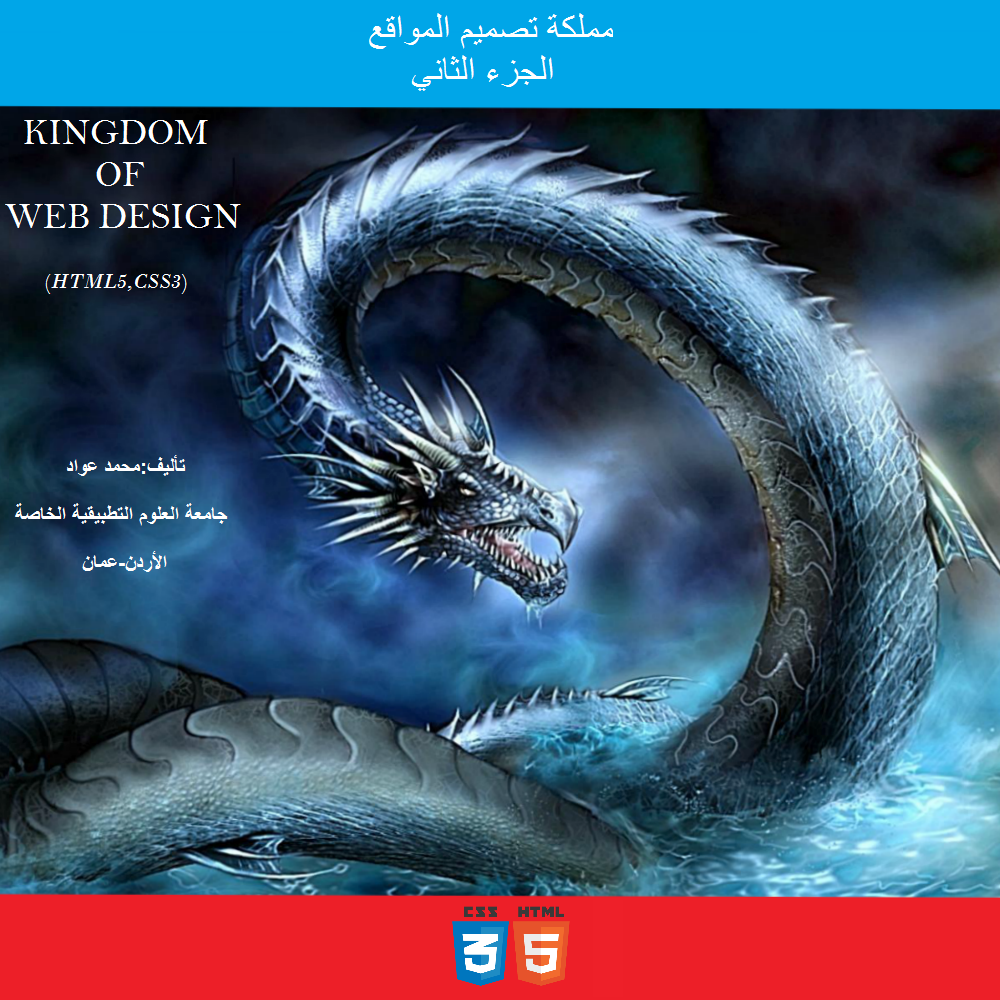 مملكة تصميم المواقع
الجزء الثاني
KINGDOM
OF
WEB DESIGN
(HTML5,CSS3)
تأليف:محمد عواد
جامعة العلوم التطبيقية الخاصة
الأردن-عمان
CSS HTML
3 5